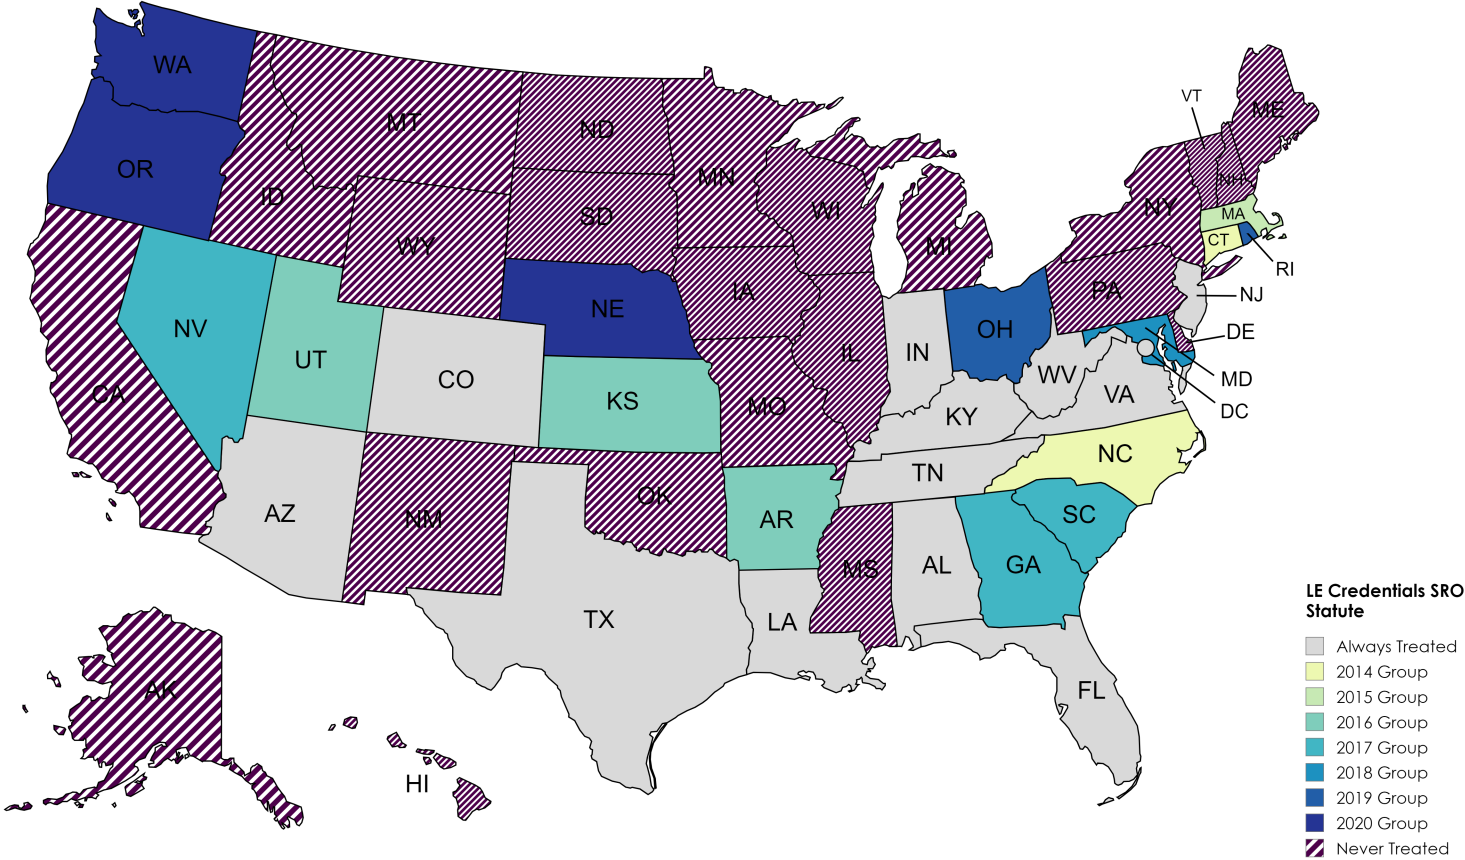 WA
MT
ND
ME
VT
OR
ID
SD
MN
WI
NH
NY
MA
CT
WY
MI
RI
NV
NE
IA
PA
NJ
UT
CO
KS
OH
IN
IL
DE
CA
MO
WV
VA
MD
DC
KY
NC
TN
AZ
NM
OK
AR
SC
MS
AL
GA
TX
LA
FL
AK
HI
LE Credentials SRO
Statute
Always Treated
2014 Group
2015 Group
2016 Group
2017 Group
2018 Group
2019 Group
2020 Group
Never Treated